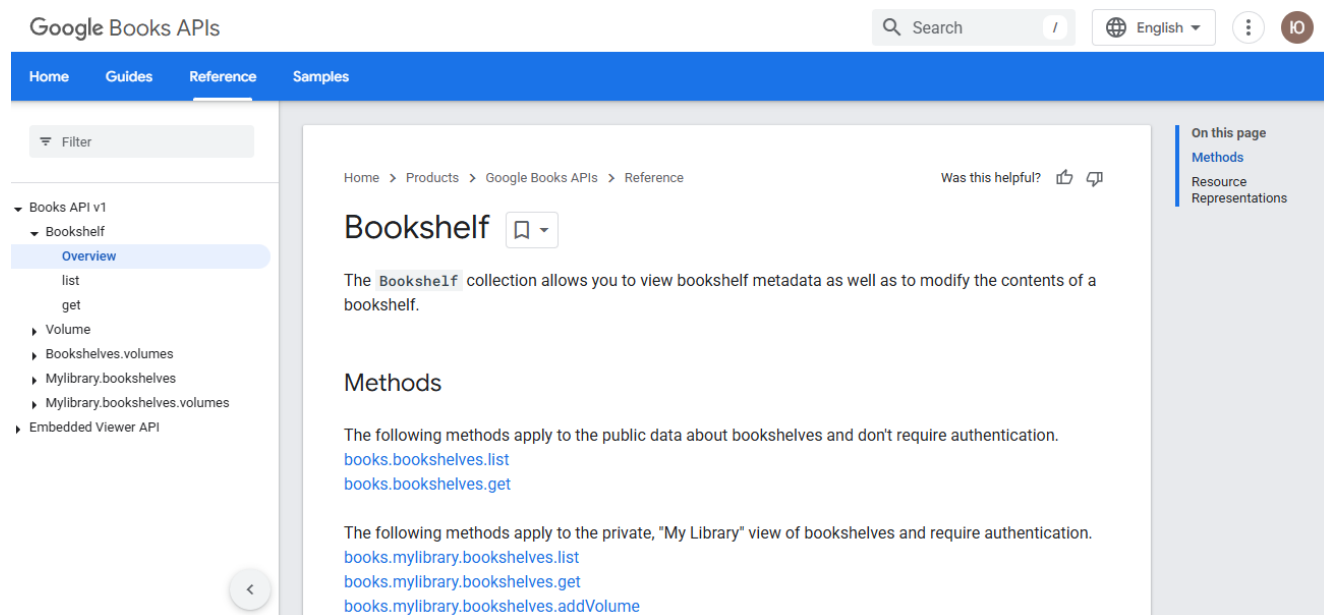 Google Books APIs
Search
/
English
Ю
Home
Guides
Reference
Samples
Filter
Books API v1
Bookshelf
Overview
list
get
Volume
Bookshelves.volumes
Mylibrary.bookshelves
Mylibrary.bookshelves.volumes
Embedded Viewer API
Home > Products > Google Books APIs > Reference
Was this helpful?
Bookshelf
The Bookshelf collection allows you to view bookshelf metadata as well as to modify the contents of a
bookshelf.
Methods
The following methods apply to the public data about bookshelves and don't require authentication.
books.bookshelves.list
books.bookshelves.get
The following methods apply to the private, "My Library" view of bookshelves and require authentication.
books.mylibrary.bookshelves.list
books.mylibrary.bookshelves.get
books.mylibrary.bookshelves.addVolume
On this page
Methods
Resource
Representations